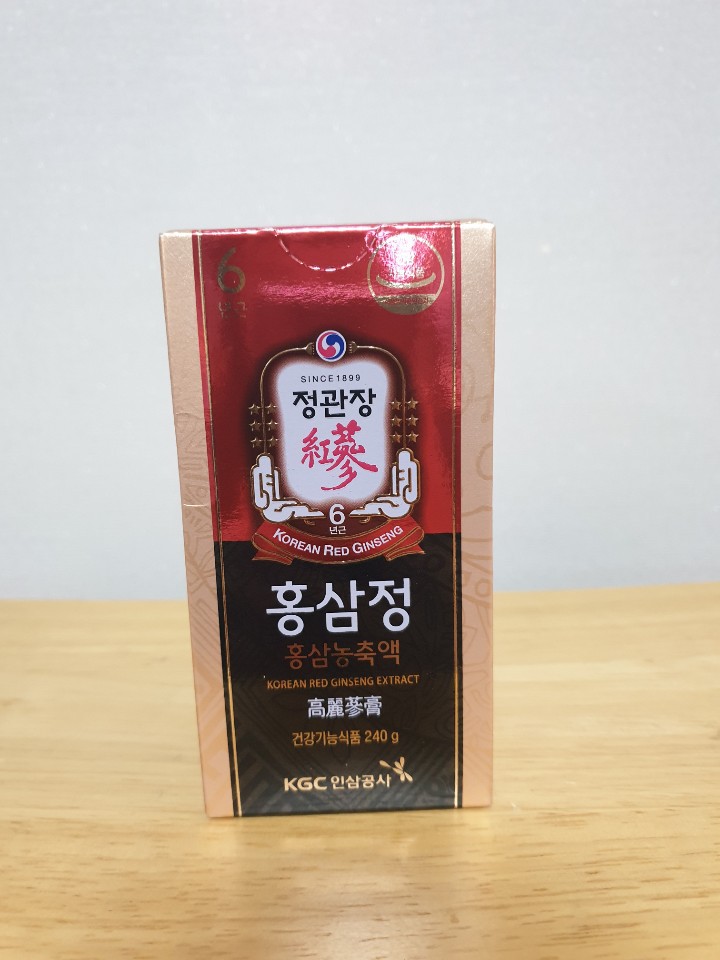 6
년근
SINCE 1899
정관장
紅蔘
6
년근
KOREAN RED GINSENG
홍삼정
홍삼농축액
KOREAN RED GINSENG EXTRACT
高麗蔘膏
건강기능식품 240 g
KGC 인삼공사